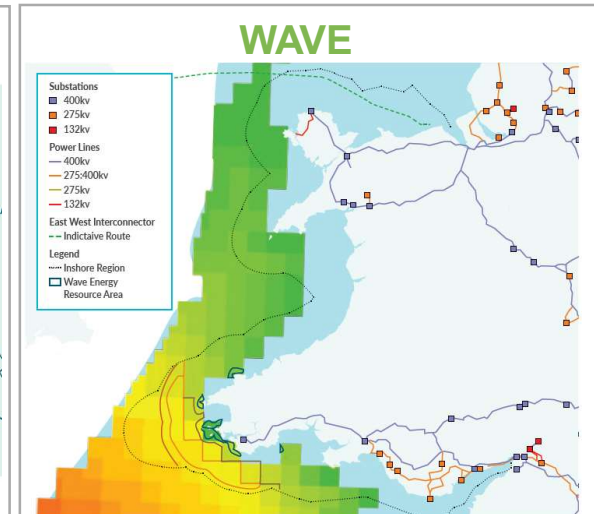 WAVE
Substations
400kv
275kv
132kv
Power Lines
400kv
275:400kv
275kv
132kv
East West Interconnector
Indictaive Route
Legend
Inshore Region
Wave Energy
Resource Area